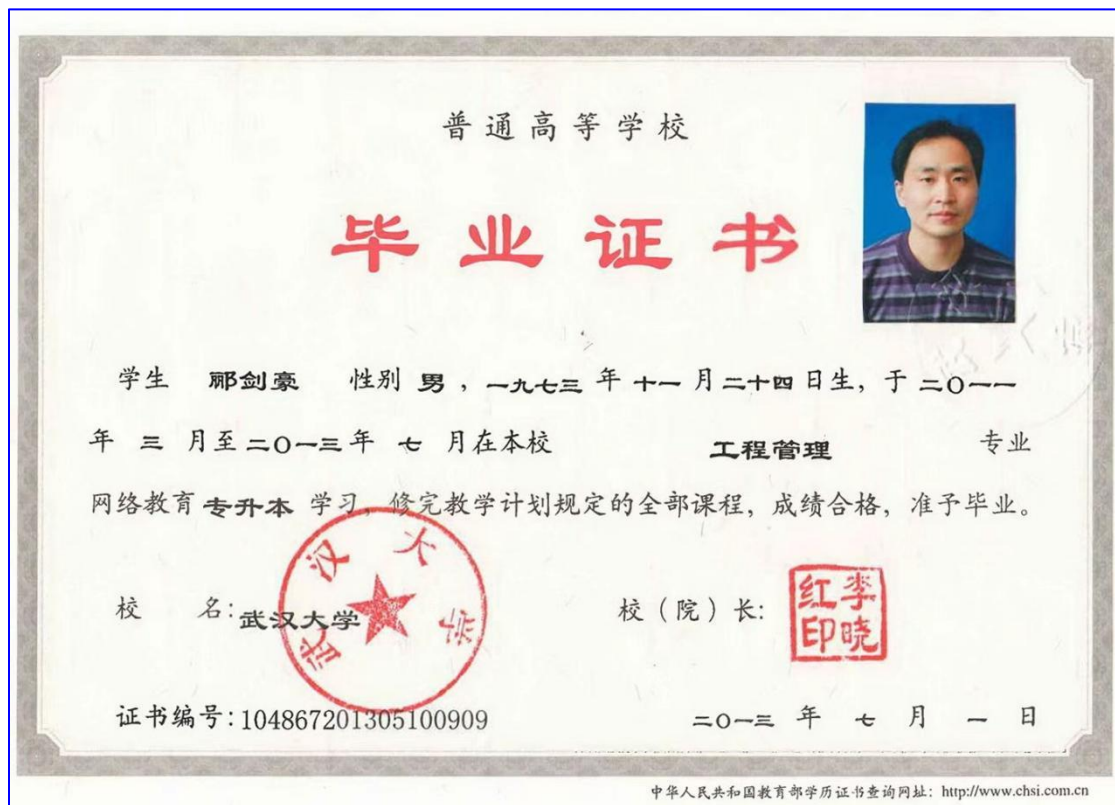 普通高等学校
毕业证书
学生 郦剑豪 性别 男，一九七三 年 十一 月 二十四 日生，于 二〇一一
年 三 月至 二〇一三 年 七 月在本校 工程管理 专业
网络教育 专升本 学习，修完教学计划规定的全部课程，成绩合格，准予毕业。
武汉大学
校 名：武汉大学
校（院）长：
李晓红印
证书编号：104867201305100909
二〇一三 年 七 月 一 日
中华人民共和国教育部学历证书查询网址：http://www.chsi.com.cn